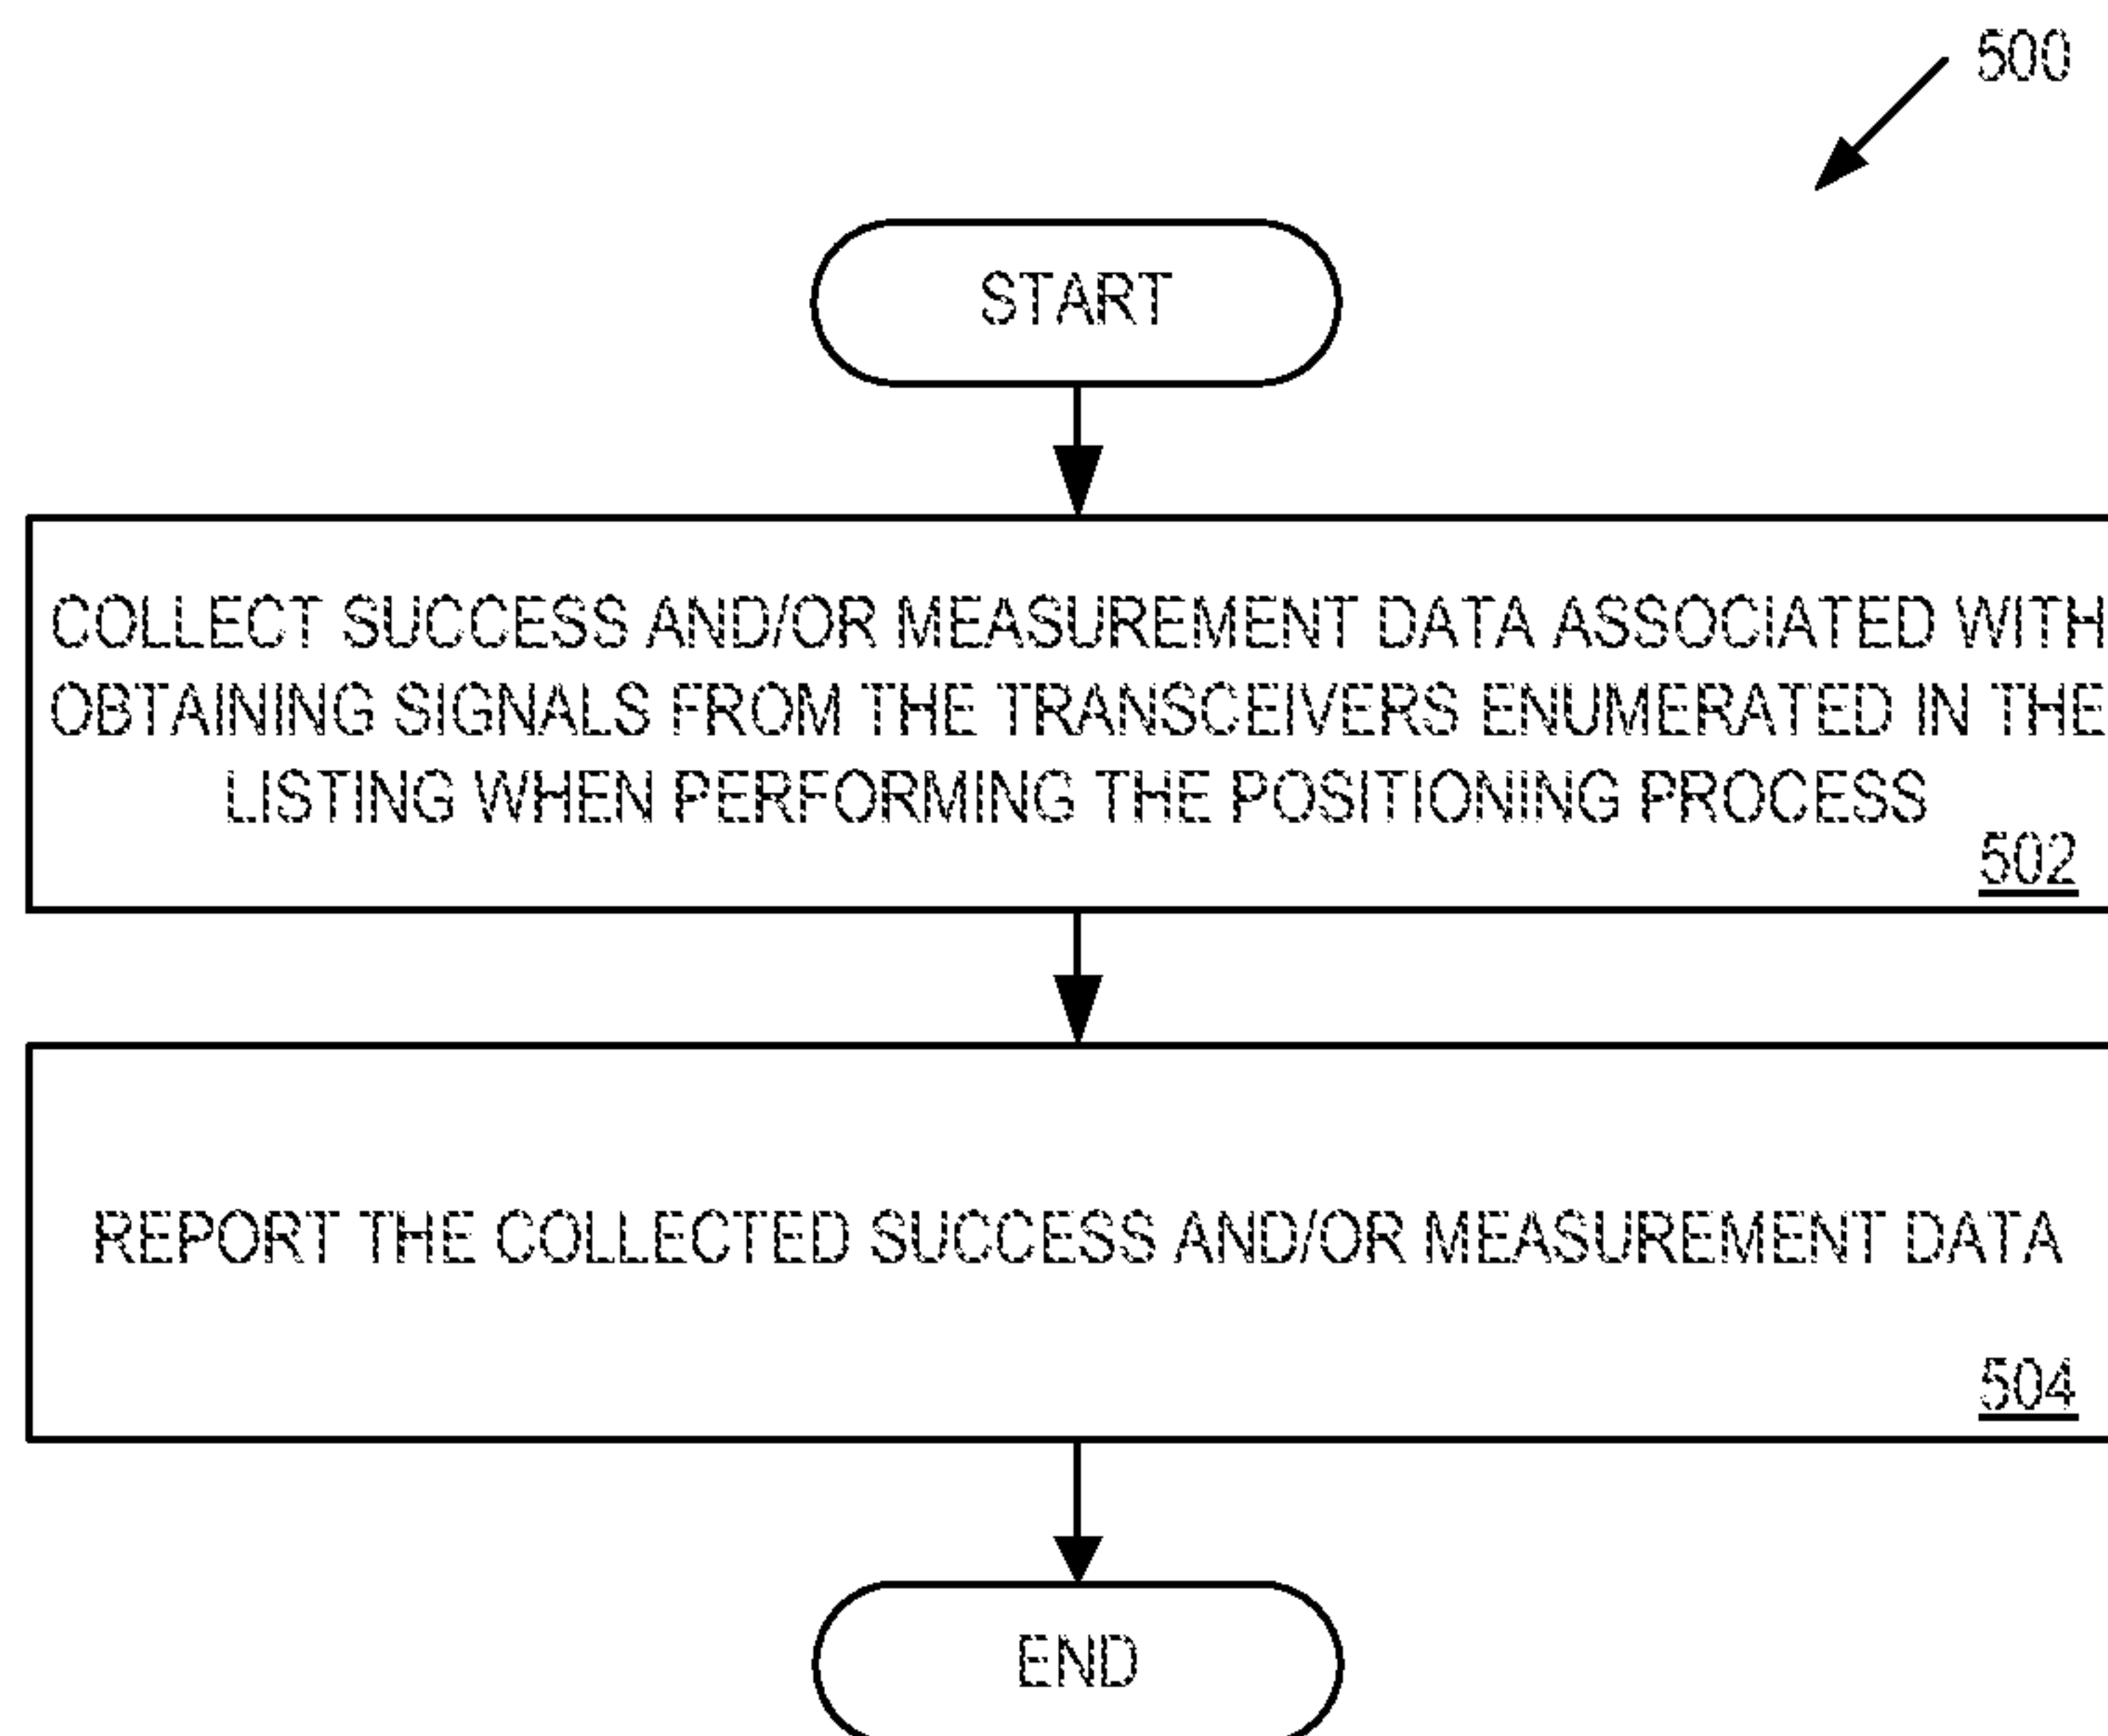 500
START
COLLECT SUCCESS AND/OR MEASUREMENT DATA ASSOCIATED WITH
OBTAINING SIGNALS FROM THE TRANSCEIVERS ENUMERATED IN THE
LISTING WHEN PERFORMING THE POSITIONING PROCESS
502
REPORT THE COLLECTED SUCCESS AND/OR MEASUREMENT DATA
504
END